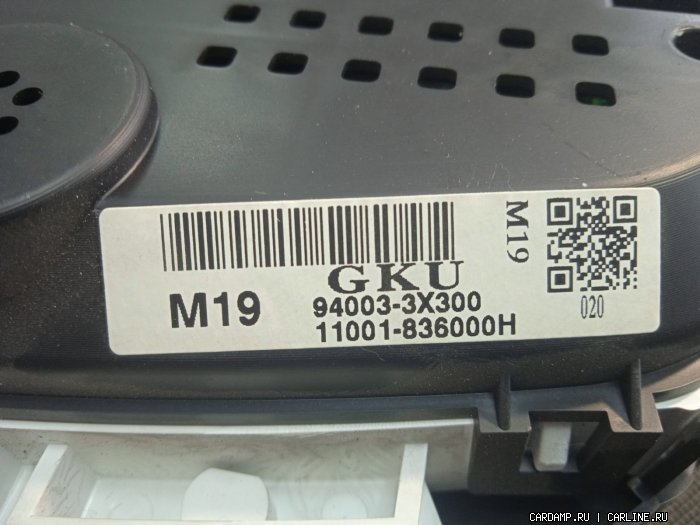 GKU
M19
94003-3X300
11001-836000H
M19
020
CARDAMP.RU | CARLINE.RU